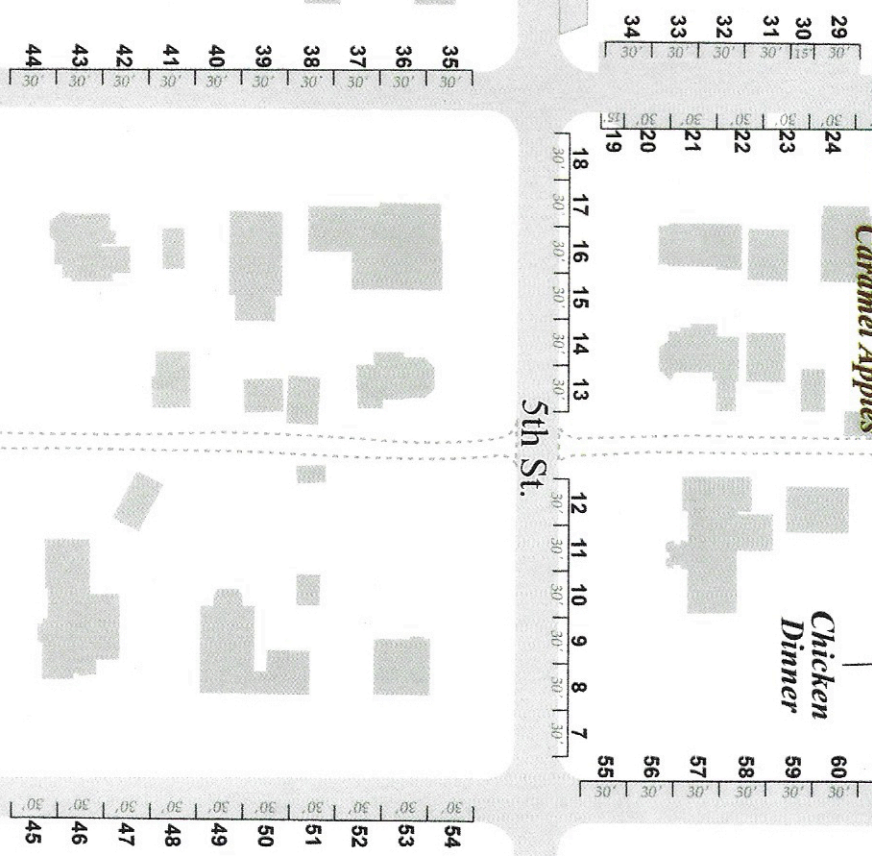 44 43 42 41 40 39 38 37 36 35
30' 30' 30' 30' 30' 30' 30' 30' 30' 30'
34 33 32 31 30 29
30' 30' 30' 30' 15' 30'
15' 30' 30' 30' 30' 30'
19 20 21 22 23 24
18 17 16 15 14 13
30' 30' 30' 30' 30' 30'
Caramel Apples
5th St.
12 11 10 9 8 7
30' 30' 30' 30' 30' 30'
Chicken
Dinner
55 56 57 58 59 60
30' 30' 30' 30' 30' 30'
30' 30' 30' 30' 30' 30' 30' 30' 30' 30'
45 46 47 48 49 50 51 52 53 54